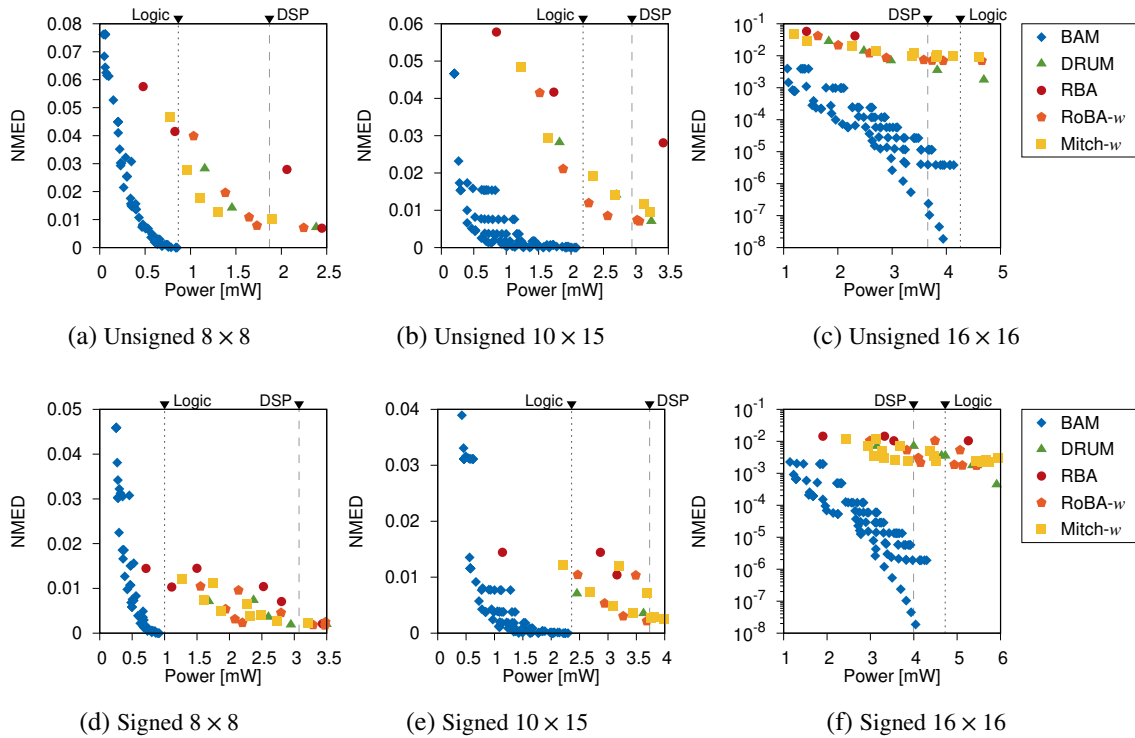 Logic DSP
0.08
0.07
0.06
0.05
0.04
0.03
0.02
0.01
0
NMED
0 0.5 1 1.5 2 2.5
Power [mW]
(a) Unsigned 8 × 8
Logic DSP
0.06
0.05
0.04
0.03
0.02
0.01
0
NMED
0 0.5 1 1.5 2 2.5 3 3.5
Power [mW]
(b) Unsigned 10 × 15
DSP Logic
10-1
10-2
10-3
10-4
10-5
10-6
10-7
10-8
NMED
1 2 3 4 5
Power [mW]
(c) Unsigned 16 × 16
BAM
DRUM
RBA
RoBA-w
Mitch-w
Logic DSP
0.05
0.04
0.03
0.02
0.01
0
NMED
0 0.5 1 1.5 2 2.5 3 3.5
Power [mW]
(d) Signed 8 × 8
Logic DSP
0.04
0.03
0.02
0.01
0
NMED
0 0.5 1 1.5 2 2.5 3 3.5 4
Power [mW]
(e) Signed 10 × 15
DSP Logic
10-1
10-2
10-3
10-4
10-5
10-6
10-7
10-8
NMED
1 2 3 4 5 6
Power [mW]
(f) Signed 16 × 16
BAM
DRUM
RBA
RoBA-w
Mitch-w